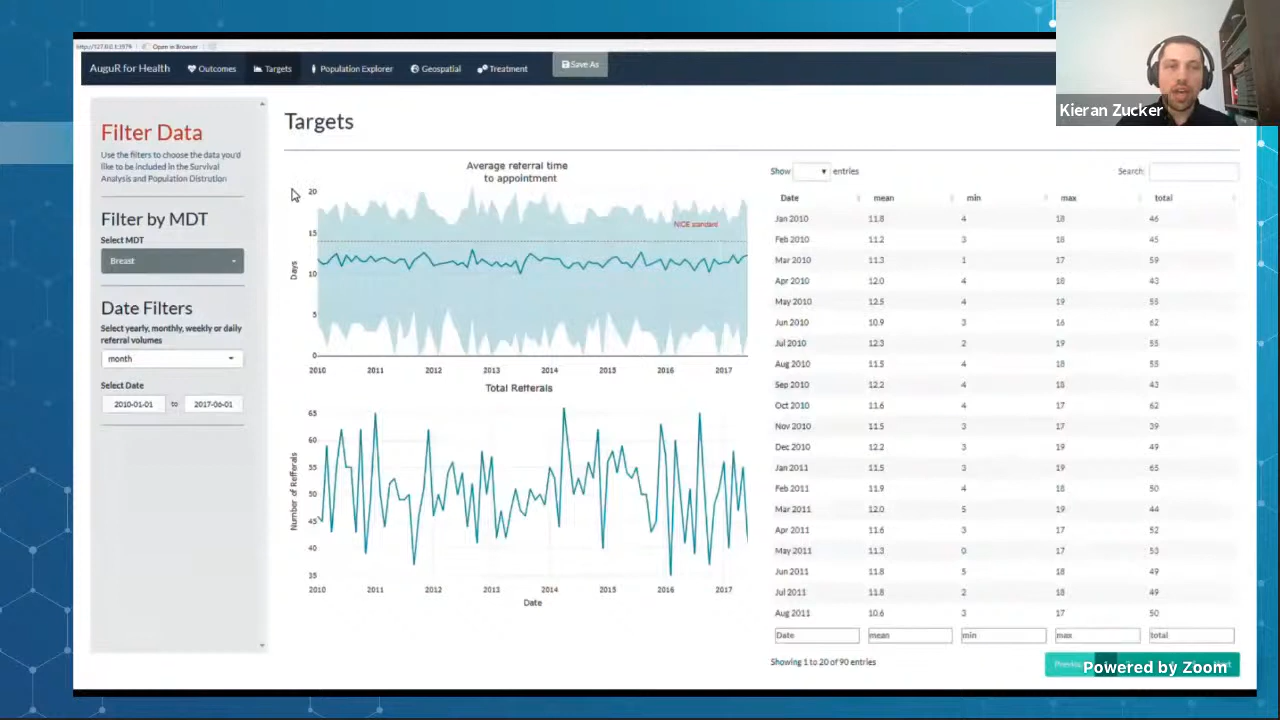 http://127.0.0.1:3979
Open in Browser
AuguR for Health
Outcomes
Targets
Population Explorer
Geospatial
Treatment
Save As
Kieran Zucker
Filter Data
Use the filters to choose the data you'd
like to be included in the Survival
Analysis and Population Distrution
Filter by MDT
Select MDT
Breast
Date Filters
Select yearly, monthly, weekly or daily
referral volumes
month
Select Date
2010-01-01 to 2017-06-01
Targets
Average referral time
to appointment
20
15
10
5
0
Days
NICE standard
2010 2011 2012 2013 2014 2015 2016 2017
Total Refferals
65
60
55
50
45
40
35
Number of Refferals
2010 2011 2012 2013 2014 2015 2016 2017
Date
Show entries
Search:
Date mean min max total
Jan 2010 11.8 4 18 46
Feb 2010 11.2 3 18 45
Mar 2010 11.3 1 17 59
Apr 2010 12.0 4 18 43
May 2010 12.5 4 19 55
Jun 2010 10.9 3 16 62
Jul 2010 12.3 2 19 55
Aug 2010 11.5 4 18 55
Sep 2010 12.2 4 18 43
Oct 2010 11.6 4 17 62
Nov 2010 11.5 3 17 39
Dec 2010 12.2 3 19 49
Jan 2011 11.5 3 19 65
Feb 2011 11.9 4 18 50
Mar 2011 12.0 5 19 44
Apr 2011 11.6 3 17 52
May 2011 11.3 0 17 53
Jun 2011 11.8 5 18 49
Jul 2011 11.8 2 18 49
Aug 2011 10.6 3 17 50
Date mean min max total
Showing 1 to 20 of 90 entries
Powered by Zoom